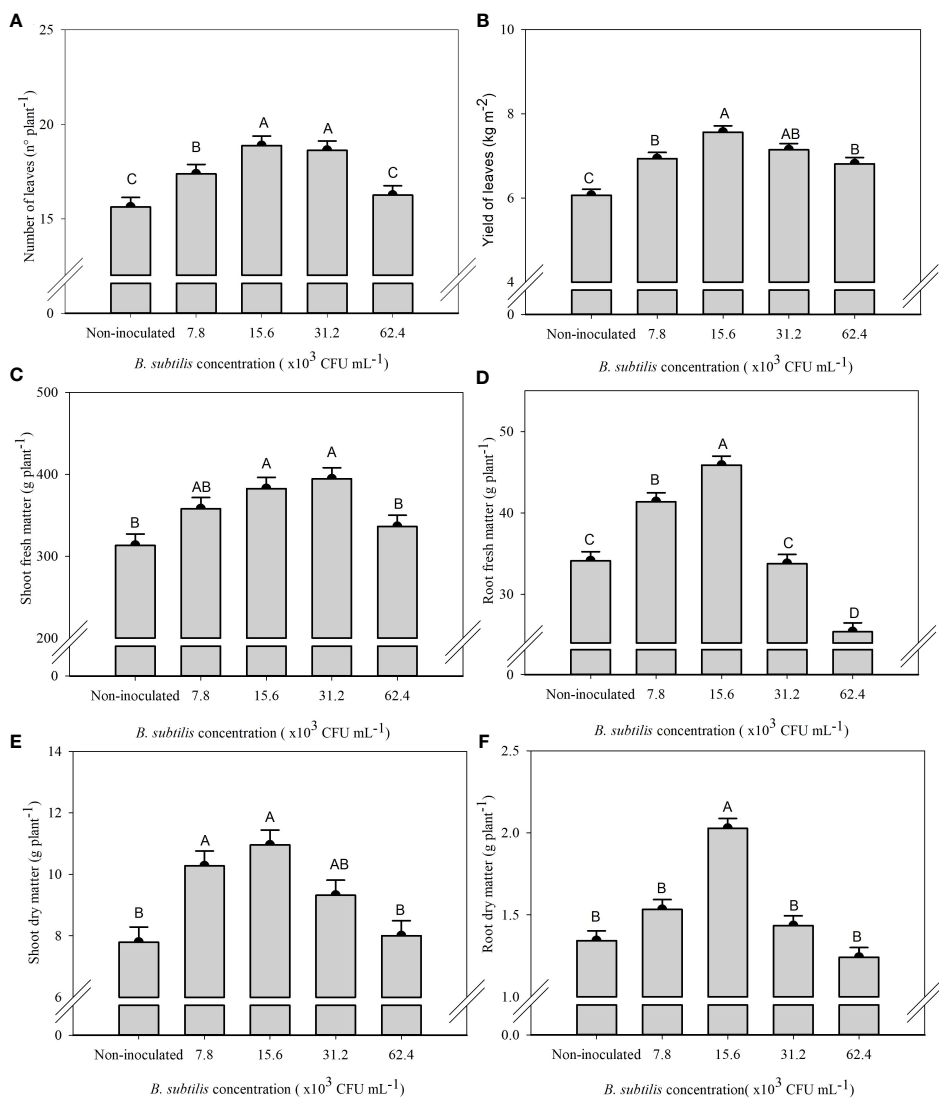 A
Number of leaves (n° plant-1)
25
20
15
0
C
B
A
A
C
Non-inoculated 7.8 15.6 31.2 62.4
B. subtilis concentration ( x10³ CFU mL-1)
B
Yield of leaves (kg m-2)
10
8
6
4
0
C
B
A
AB
B
Non-inoculated 7.8 15.6 31.2 62.4
B. subtilis concentration ( x10³ CFU mL-1)
C
Shoot fresh matter (g plant-1)
500
400
300
200
0
B
AB
A
A
B
Non-inoculated 7.8 15.6 31.2 62.4
B. subtilis concentration ( x10³ CFU mL-1)
D
Root fresh matter (g plant-1)
50
40
30
0
C
B
A
C
D
Non-inoculated 7.8 15.6 31.2 62.4
B. subtilis concentration ( x10³ CFU mL-1)
E
Shoot dry matter (g plant-1)
14
12
10
8
6
0
B
A
A
AB
B
Non-inoculated 7.8 15.6 31.2 62.4
B. subtilis concentration ( x10³ CFU mL-1)
F
Root dry matter (g plant-1)
2.5
2.0
1.5
1.0
0.0
B
B
A
B
B
Non-inoculated 7.8 15.6 31.2 62.4
B. subtilis concentration( x10³ CFU mL-1)